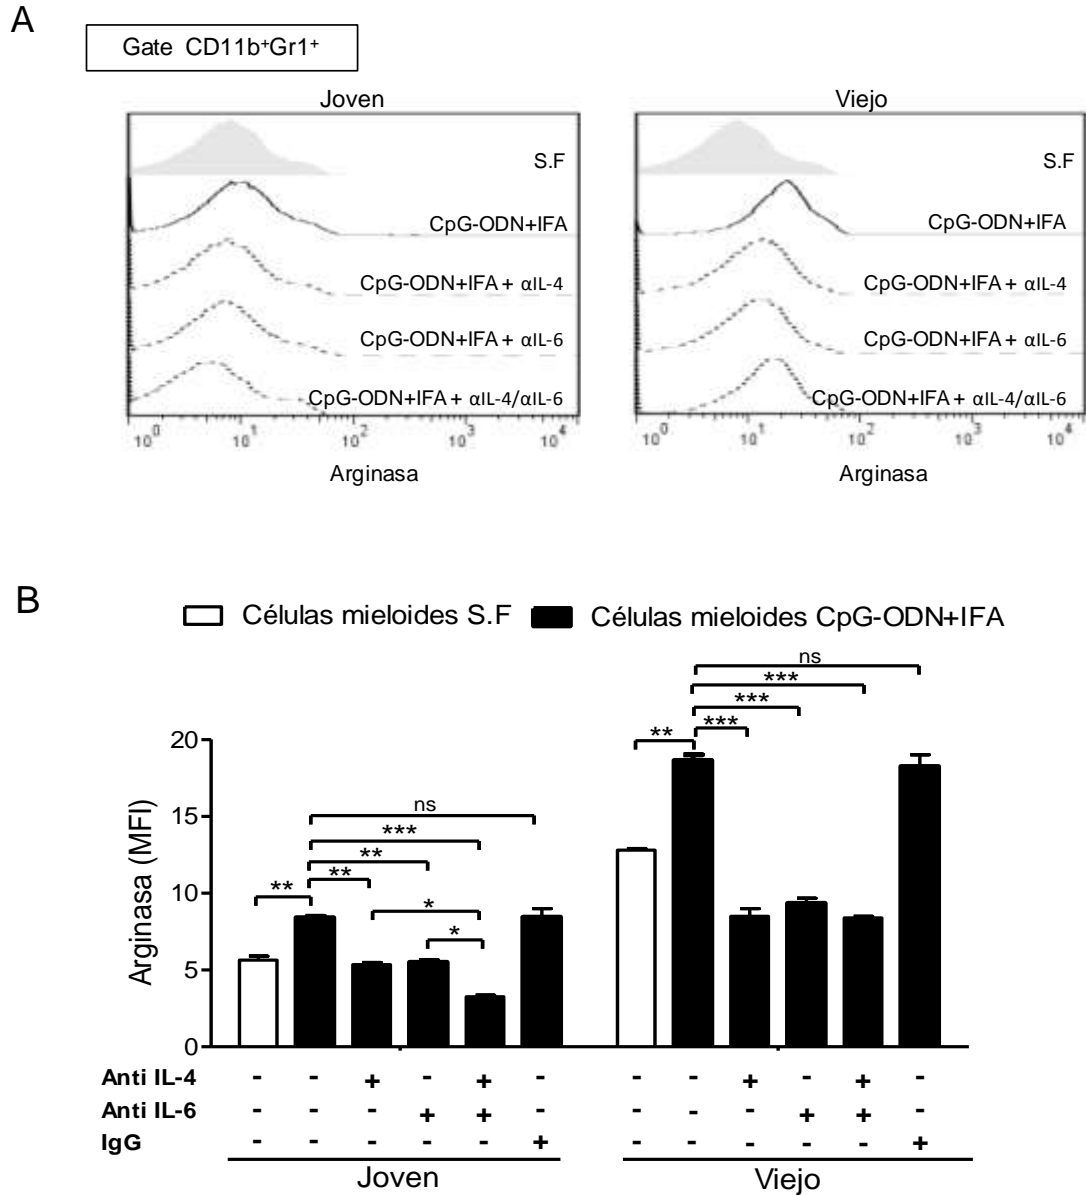 A
Gate CD11b⁺Gr1⁺
Joven
S.F
CpG-ODN+IFA
CpG-ODN+IFA + αIL-4
CpG-ODN+IFA + αIL-6
CpG-ODN+IFA + αIL-4/αIL-6
10⁰ 10¹ 10² 10³ 10⁴
Arginasa
Viejo
S.F
CpG-ODN+IFA
CpG-ODN+IFA + αIL-4
CpG-ODN+IFA + αIL-6
CpG-ODN+IFA + αIL-4/αIL-6
10⁰ 10¹ 10² 10³ 10⁴
Arginasa
B
Células mieloides S.F Células mieloides CpG-ODN+IFA
ns
***
***
** ***
ns
***
**
** **
*
*
Arginasa (MFI)
20
15
10
5
0
Anti IL-4 - - + - + - - - + - + -
Anti IL-6 - - - + + - - - - + + -
IgG - - - - - + - - - - - +
Joven Viejo